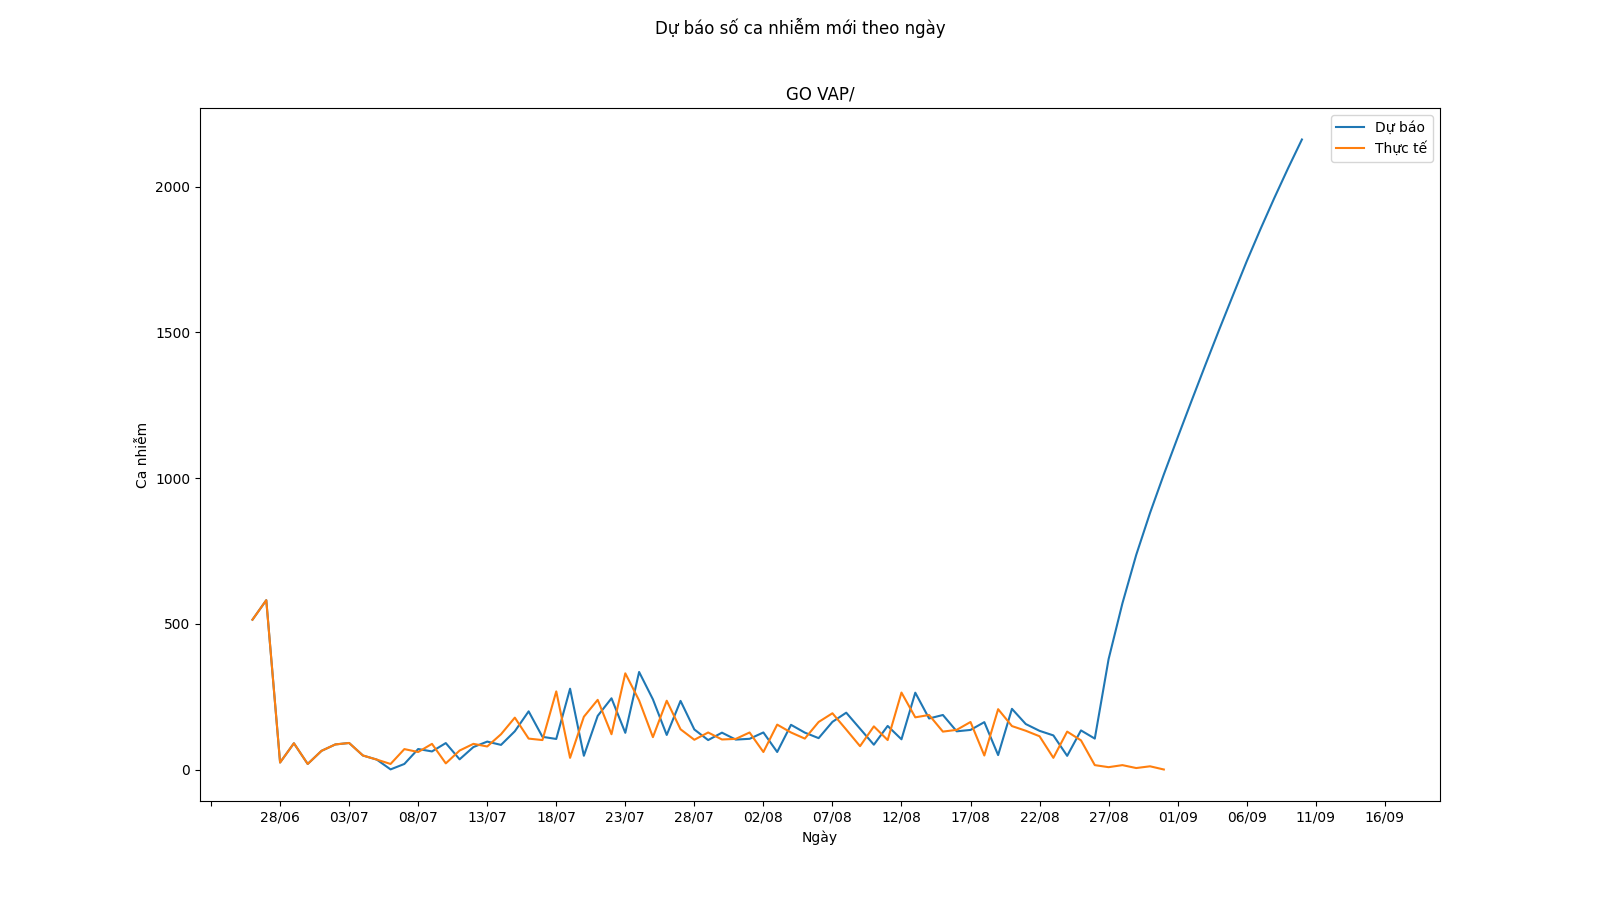 Dự báo số ca nhiễm mới theo ngày
GO VAP/
Dự báo
Thực tế
2000
1500
1000
500
0
Ca nhiễm
28/06 03/07 08/07 13/07 18/07 23/07 28/07 02/08 07/08 12/08 17/08 22/08 27/08 01/09 06/09 11/09 16/09
Ngày